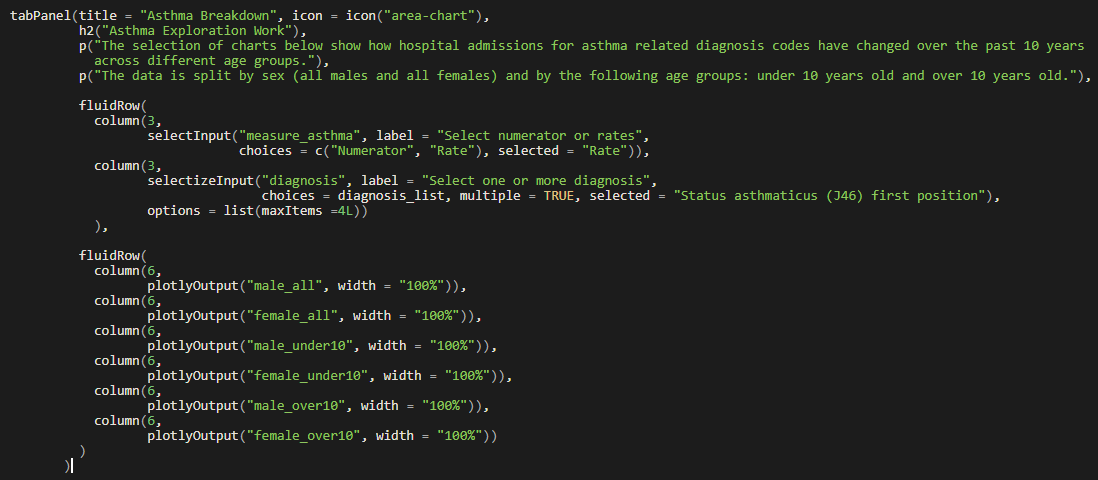 tabPanel(title = "Asthma Breakdown", icon = icon("area-chart"),
h2("Asthma Exploration Work"),
p("The selection of charts below show how hospital admissions for asthma related diagnosis codes have changed over the past 10 years
across different age groups."),
p("The data is split by sex (all males and all females) and by the following age groups: under 10 years old and over 10 years old."),
fluidRow(
column(3,
selectInput("measure_asthma", label = "Select numerator or rates",
choices = c("Numerator", "Rate"), selected = "Rate")),
column(3,
selectizeInput("diagnosis", label = "Select one or more diagnosis",
choices = diagnosis_list, multiple = TRUE, selected = "Status asthmaticus (J46) first position"),
options = list(maxItems =4L))
),
fluidRow(
column(6,
plotlyOutput("male_all", width = "100%")),
column(6,
plotlyOutput("female_all", width = "100%")),
column(6,
plotlyOutput("male_under10", width = "100%")),
column(6,
plotlyOutput("female_under10", width = "100%")),
column(6,
plotlyOutput("male_over10", width = "100%")),
column(6,
plotlyOutput("female_over10", width = "100%"))
)
)